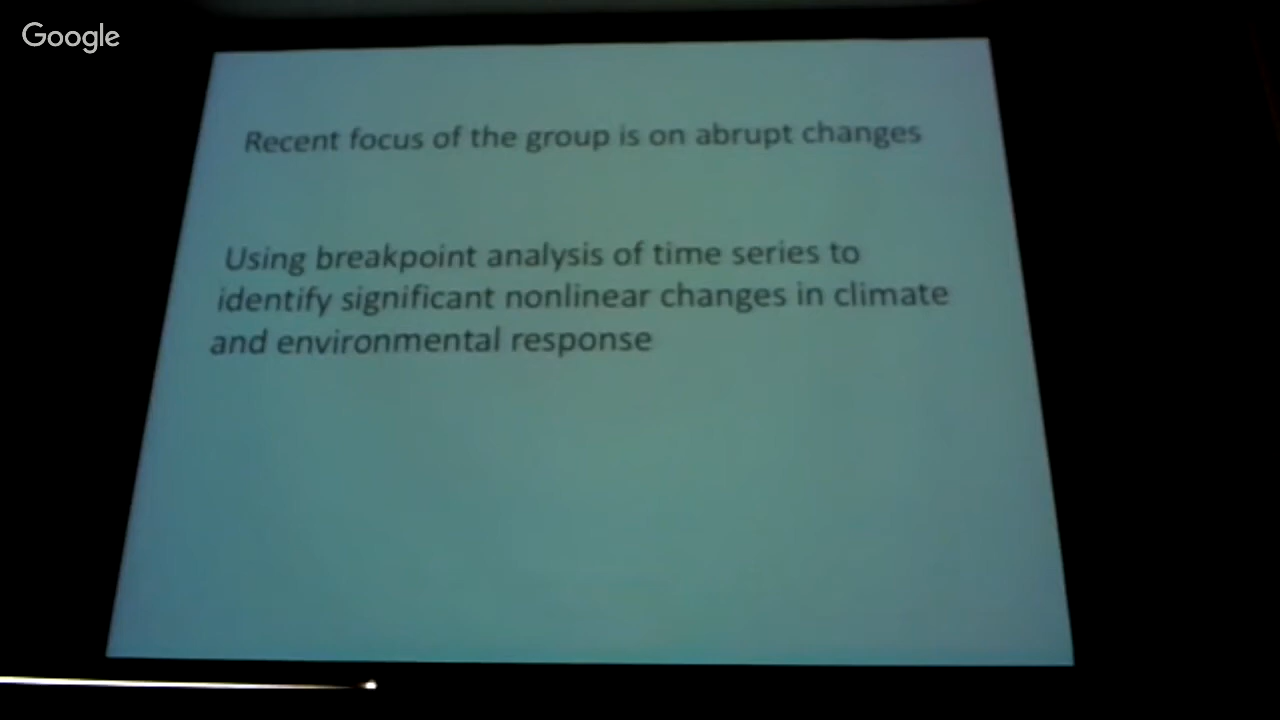 Google
Recent focus of the group is on abrupt changes
Using breakpoint analysis of time series to
identify significant nonlinear changes in climate
and environmental response